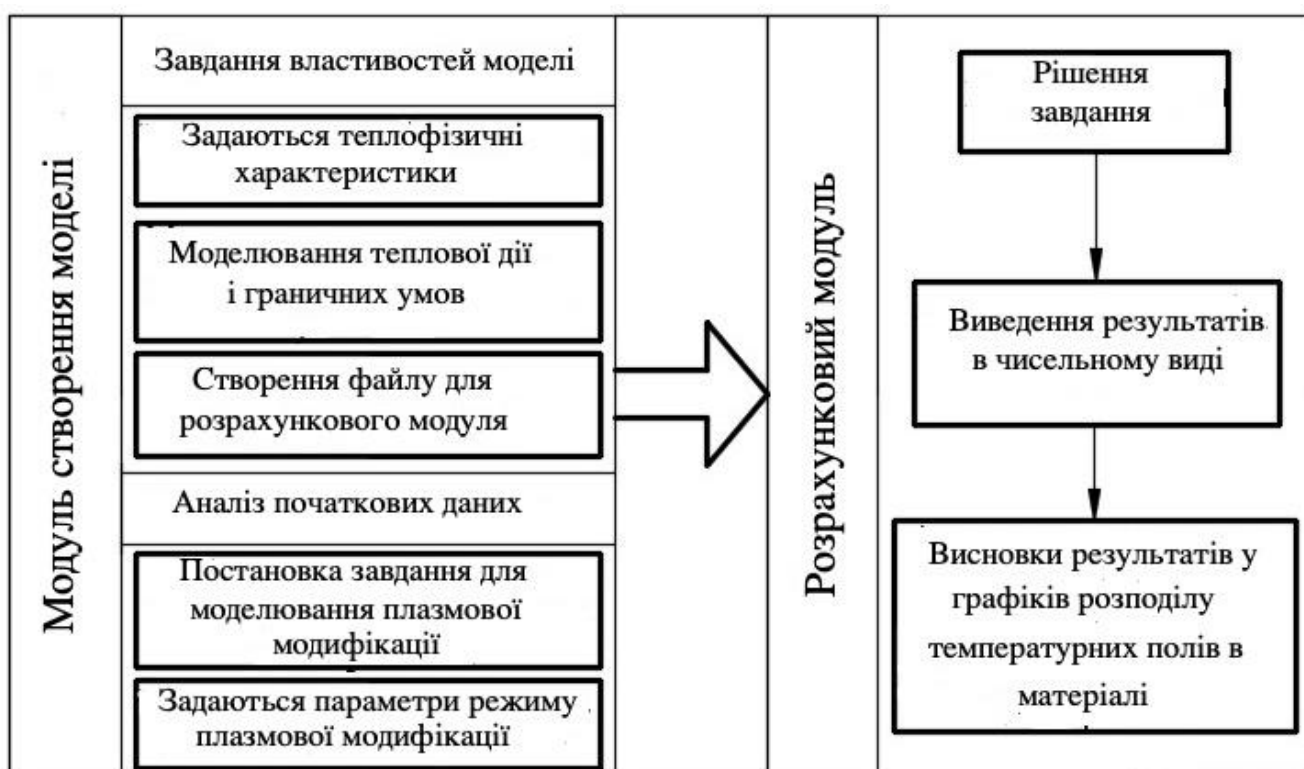 Модуль створення моделі
Завдання властивостей моделі
Задаються теплофізичні
характеристики
Моделювання теплової дії
і граничних умов
Створення файлу для
розрахункового модуля
Аналіз початкових даних
Постановка завдання для
моделювання плазмової
модифікації
Задаються параметри режиму
плазмової модифікації
Розрахунковий модуль
Рішення
завдання
Виведення результатів
в чисельному виді
Висновки результатів у
графіків розподілу
температурних полів в
матеріалі